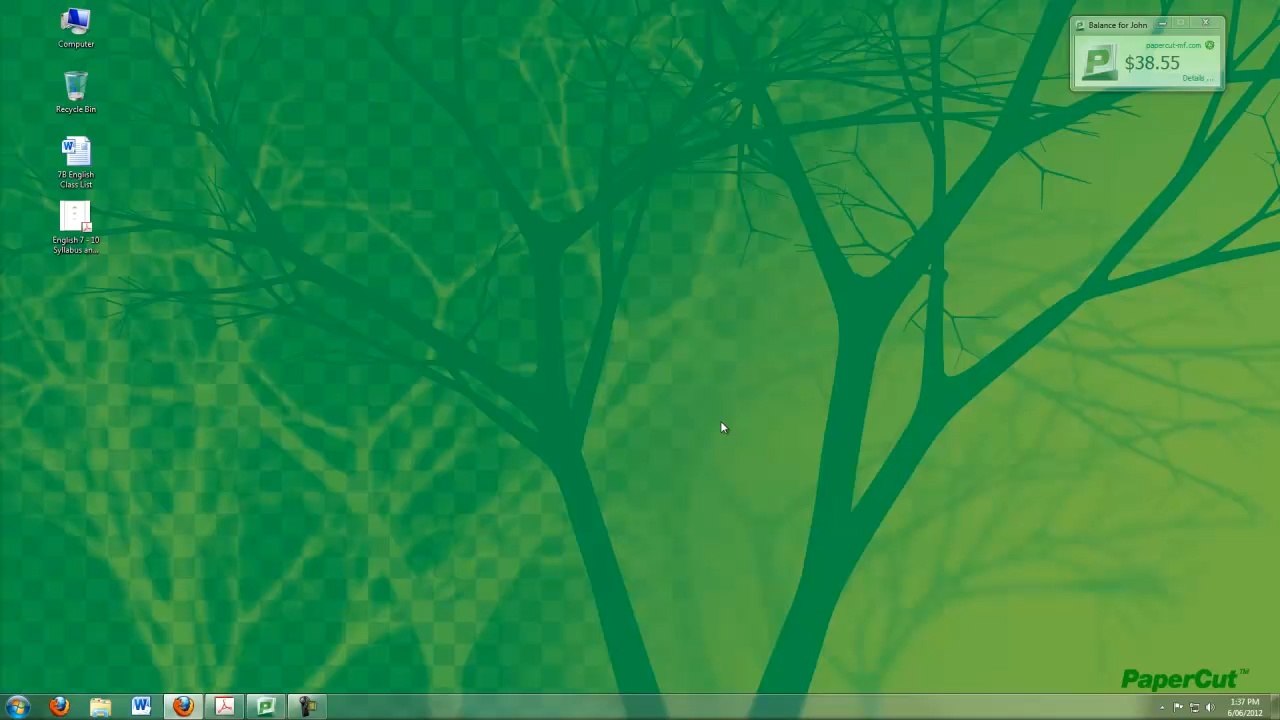 Computer
Recycle Bin
7B English
Class List
English 7 - 10
Syllabus an...
Balance for John
papercut-mf.com
$38.55
Details ...
PaperCut™
1:37 PM
6/06/2012